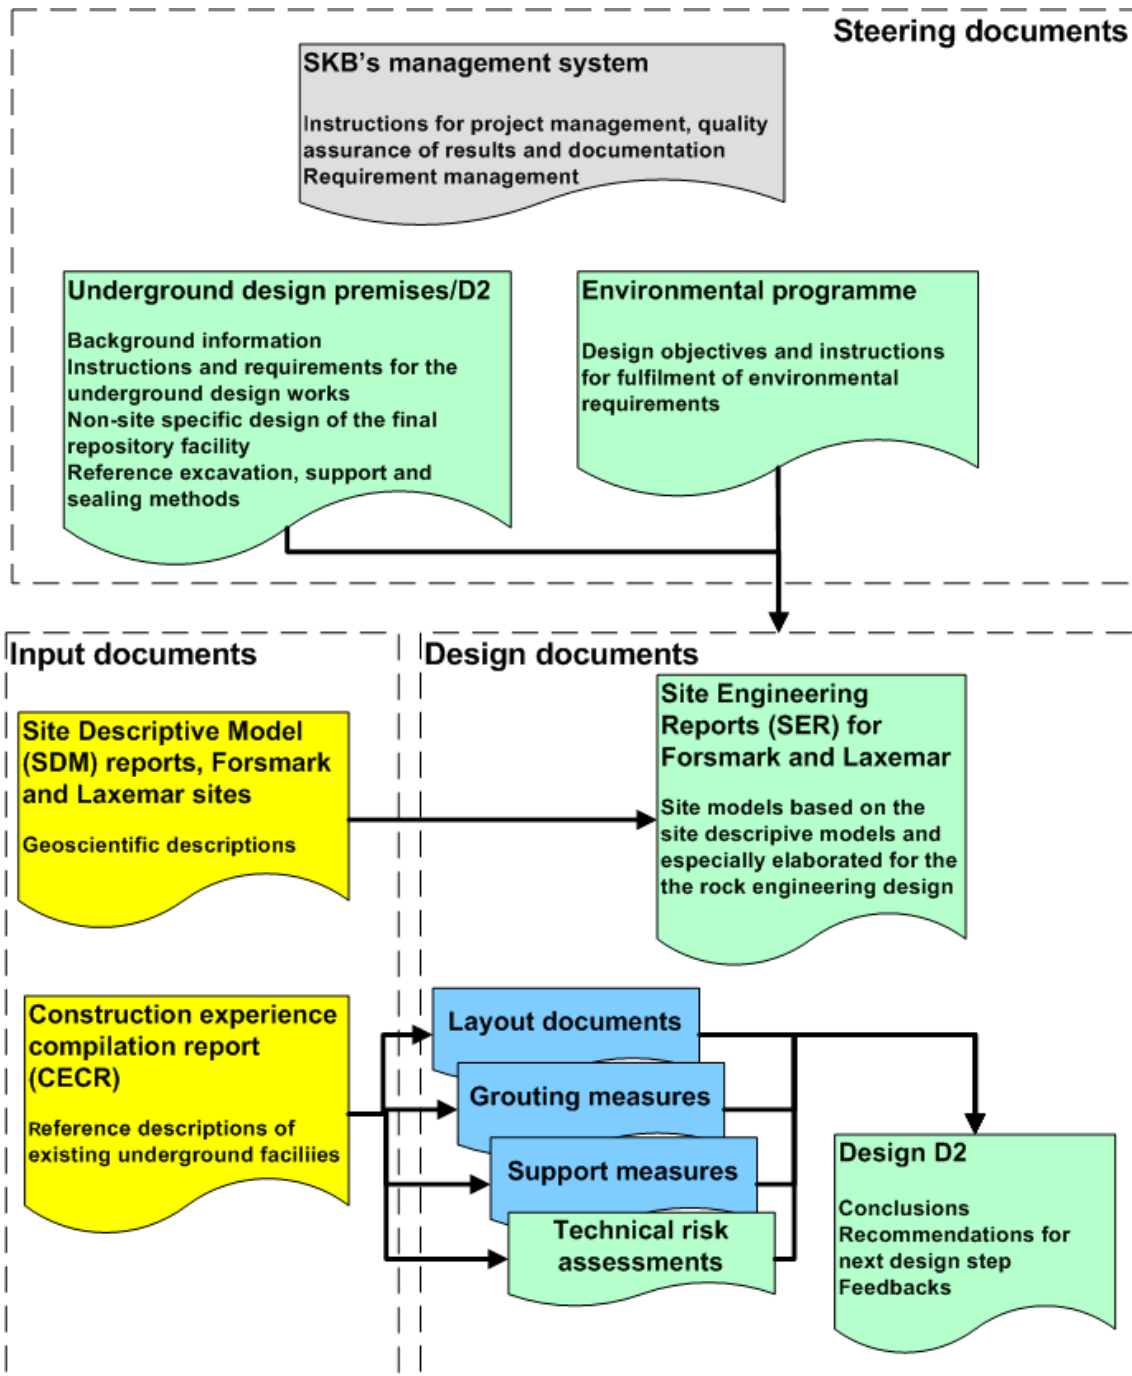 Steering documents
SKB's management system
Instructions for project management, quality
assurance of results and documentation
Requirement management
Underground design premises/D2
Background information
Instructions and requirements for the
underground design works
Non-site specific design of the final
repository facility
Reference excavation, support and
sealing methods
Environmental programme
Design objectives and instructions
for fulfilment of environmental
requirements
Input documents
Site Descriptive Model
(SDM) reports, Forsmark
and Laxemar sites
Geoscientific descriptions
Construction experience
compilation report
(CECR)
Reference descriptions of
existing underground faciliies
Design documents
Site Engineering
Reports (SER) for
Forsmark and Laxemar
Site models based on the
site descripive models and
especially elaborated for the
the rock engineering design
Layout documents
Grouting measures
Support measures
Technical risk
assessments
Design D2
Conclusions
Recommendations for
next design step
Feedbacks